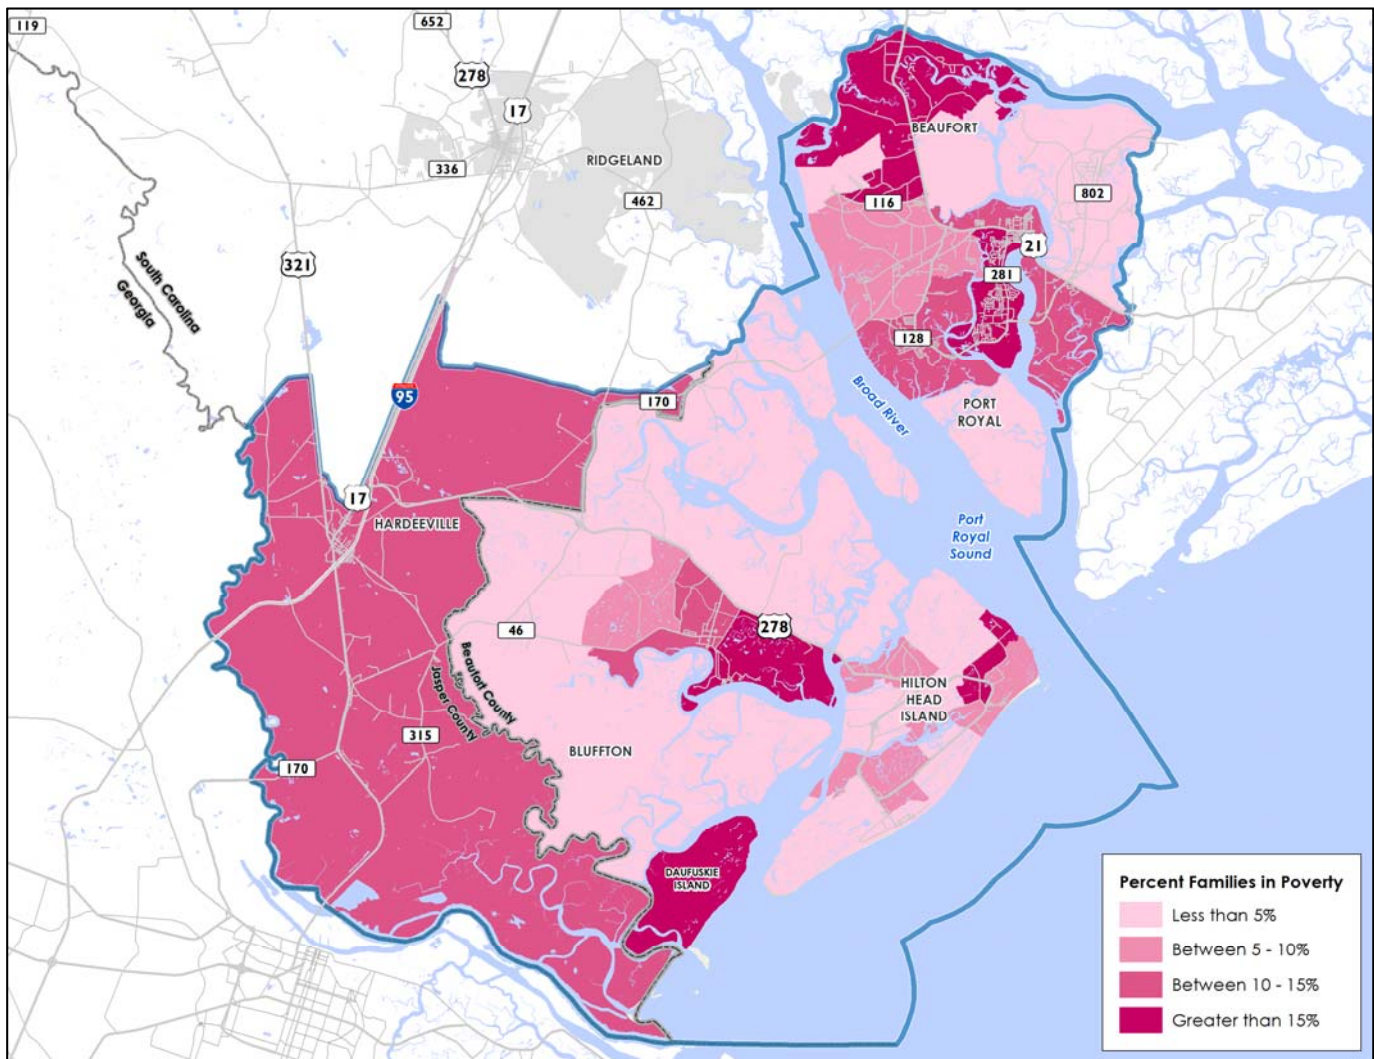 119
652
278
17
BEAUFORT
RIDGELAND
336
802
462
116
South Carolina
Georgia
321
21
281
128
95
170
Broad River
PORT
ROYAL
17
HARDEEVILLE
Port
Royal
Sound
46
278
Beaufort County
Jasper County
HILTON
HEAD
ISLAND
315
BLUFFTON
170
DAUFUSKIE
ISLAND
Percent Families in Poverty
Less than 5%
Between 5 - 10%
Between 10 - 15%
Greater than 15%